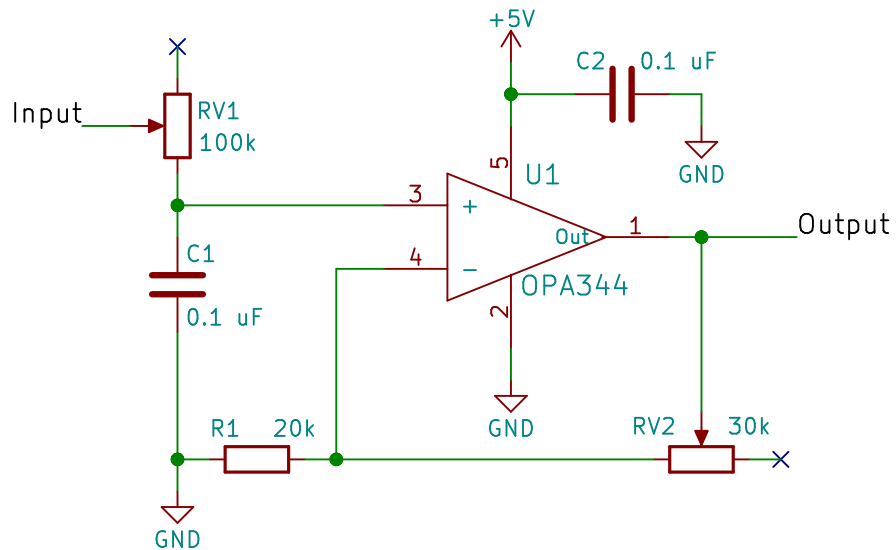 +5V
C2 0.1 uF
Input
RV1
100k
5
U1
GND
3
+
Output
1
Out
C1
4
-
OPA344
2
0.1 uF
GND
R1 20k
RV2 30k
GND